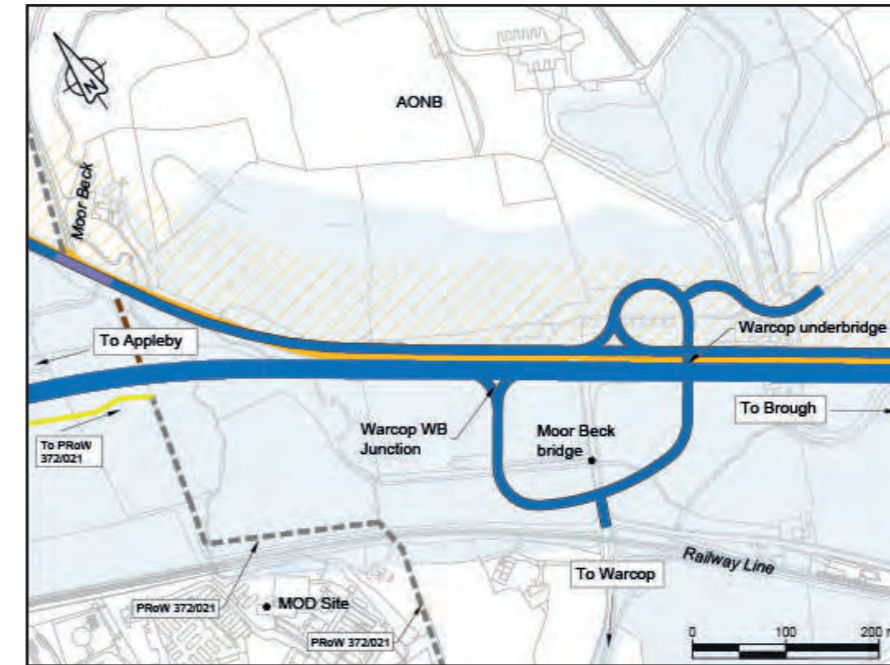 N
AONB
Moor Beck
Warcop underbridge
To Appleby
To Brough
Warcop WB
Junction
Moor Beck
bridge
To PRoW
372/021
Railway Line
To Warcop
PRoW 372/021
MOD Site
PRoW 372/021
0 100 200 m